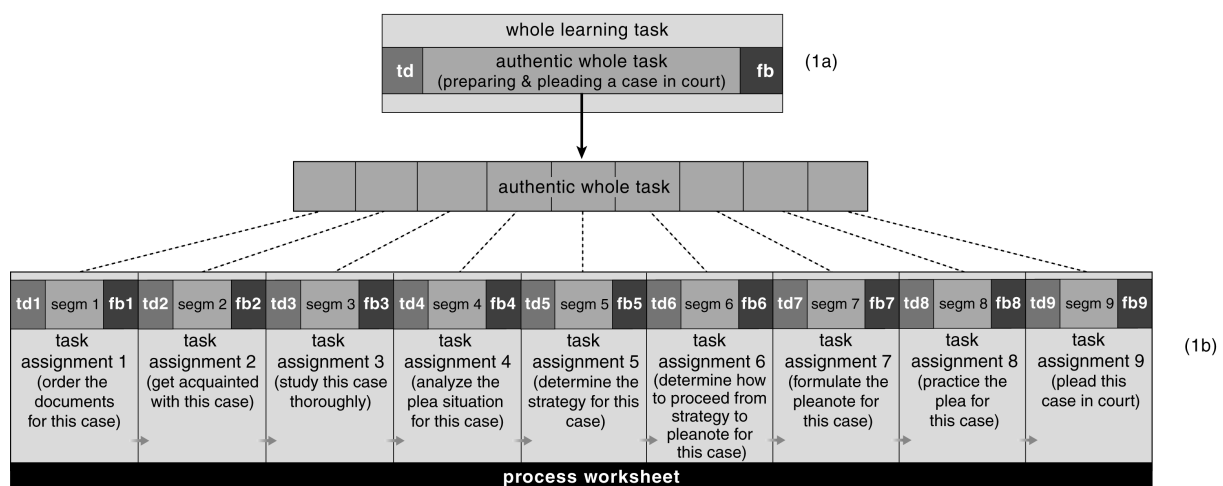 whole learning task
td
authentic whole task
(preparing & pleading a case in court)
fb
(1a)
authentic whole task
td1 segm 1 fb1
td2 segm 2 fb2
td3 segm 3 fb3
td4 segm 4 fb4
td5 segm 5 fb5
td6 segm 6 fb6
td7 segm 7 fb7
td8 segm 8 fb8
td9 segm 9 fb9
task
assignment 1
(order the
documents
for this case)
task
assignment 2
(get acquainted
with this case)
task
assignment 3
(study this case
thoroughly)
task
assignment 4
(analyze the
plea situation
for this case)
task
assignment 5
(determine the
strategy for this
case)
task
assignment 6
(determine how
to proceed from
strategy to
pleanote for
this case)
task
assignment 7
(formulate the
pleanote for
this case)
task
assignment 8
(practice the
plea for
this case)
task
assignment 9
(plead this
case in court)
(1b)
process worksheet